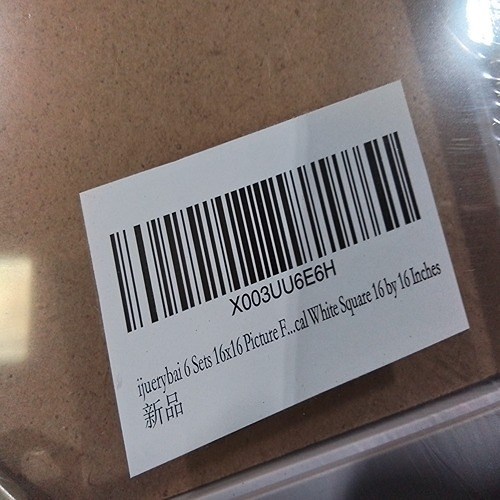 X003UU6E6H
ijuerybai 6 Sets 16x16 Picture F...cal White Square 16 by 16 Inches
新品